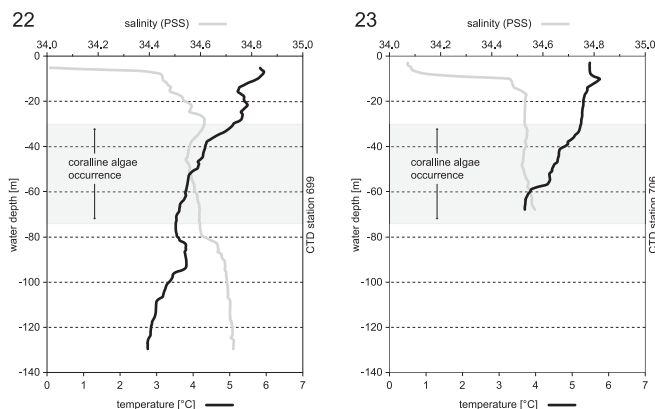 22
salinity (PSS)
34.0 34.2 34.4 34.6 34.8 35.0
0
-20
-40
-60
-80
-100
-120
-140
water depth [m]
coralline algae
occurrence
CTD station 699
0 1 2 3 4 5 6 7
temperature [°C]
23
salinity (PSS)
34.0 34.2 34.4 34.6 34.8 35.0
0
-20
-40
-60
-80
-100
-120
-140
water depth [m]
coralline algae
occurrence
CTD station 706
0 1 2 3 4 5 6 7
temperature [°C]